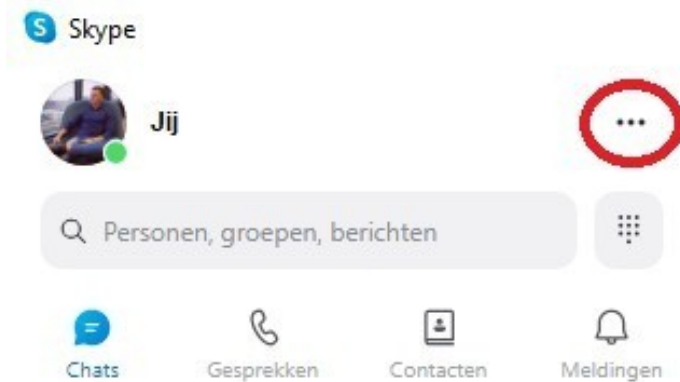 Skype
Jij
Personen, groepen, berichten
Chats Gesprekken Contacten Meldingen